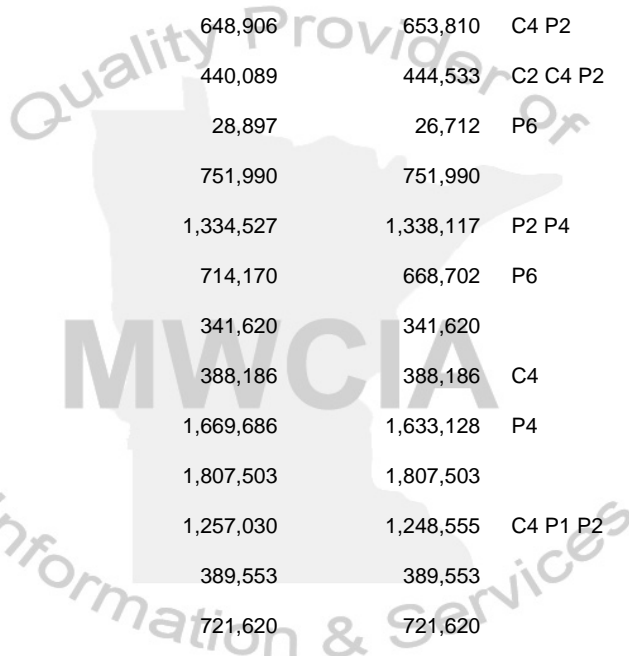 Quality Provider of
648,906 653,810 C4 P2
440,089 444,533 C2 C4 P2
28,897 26,712 P6
751,990 751,990
1,334,527 1,338,117 P2 P4
714,170 668,702 P6
341,620 341,620
MWCIA
388,186 388,186 C4
1,669,686 1,633,128 P4
1,807,503 1,807,503
1,257,030 1,248,555 C4 P1 P2
389,553 389,553
721,620 721,620
Information & Services